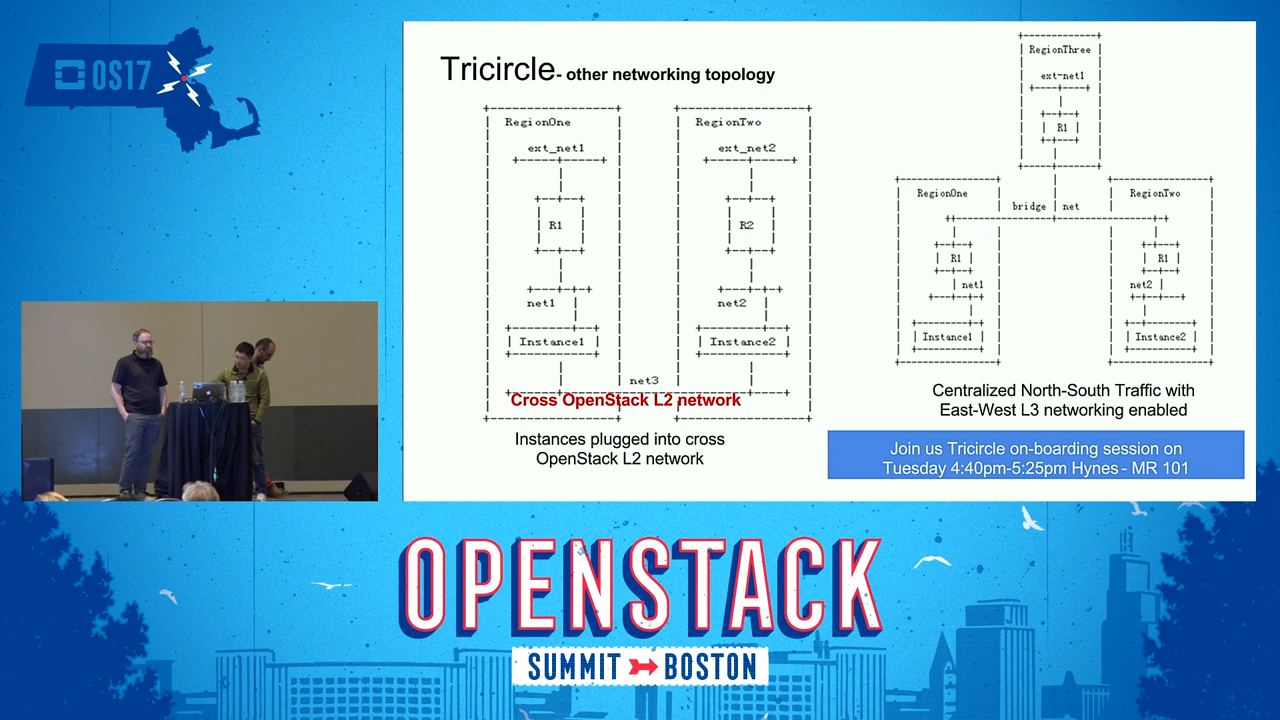 OS17
Tricircle- other networking topology
RegionOne
ext_net1
R1
net1
Instance1
RegionTwo
ext_net2
R2
net2
Instance2
net3
Cross OpenStack L2 network
Instances plugged into cross
OpenStack L2 network
RegionThree
ext-net1
R1
bridge net
RegionOne
R1
net1
Instance1
RegionTwo
R1
net2
Instance2
Centralized North-South Traffic with
East-West L3 networking enabled
Join us Tricircle on-boarding session on
Tuesday 4:40pm-5:25pm Hynes - MR 101
OPENSTACK
SUMMIT BOSTON